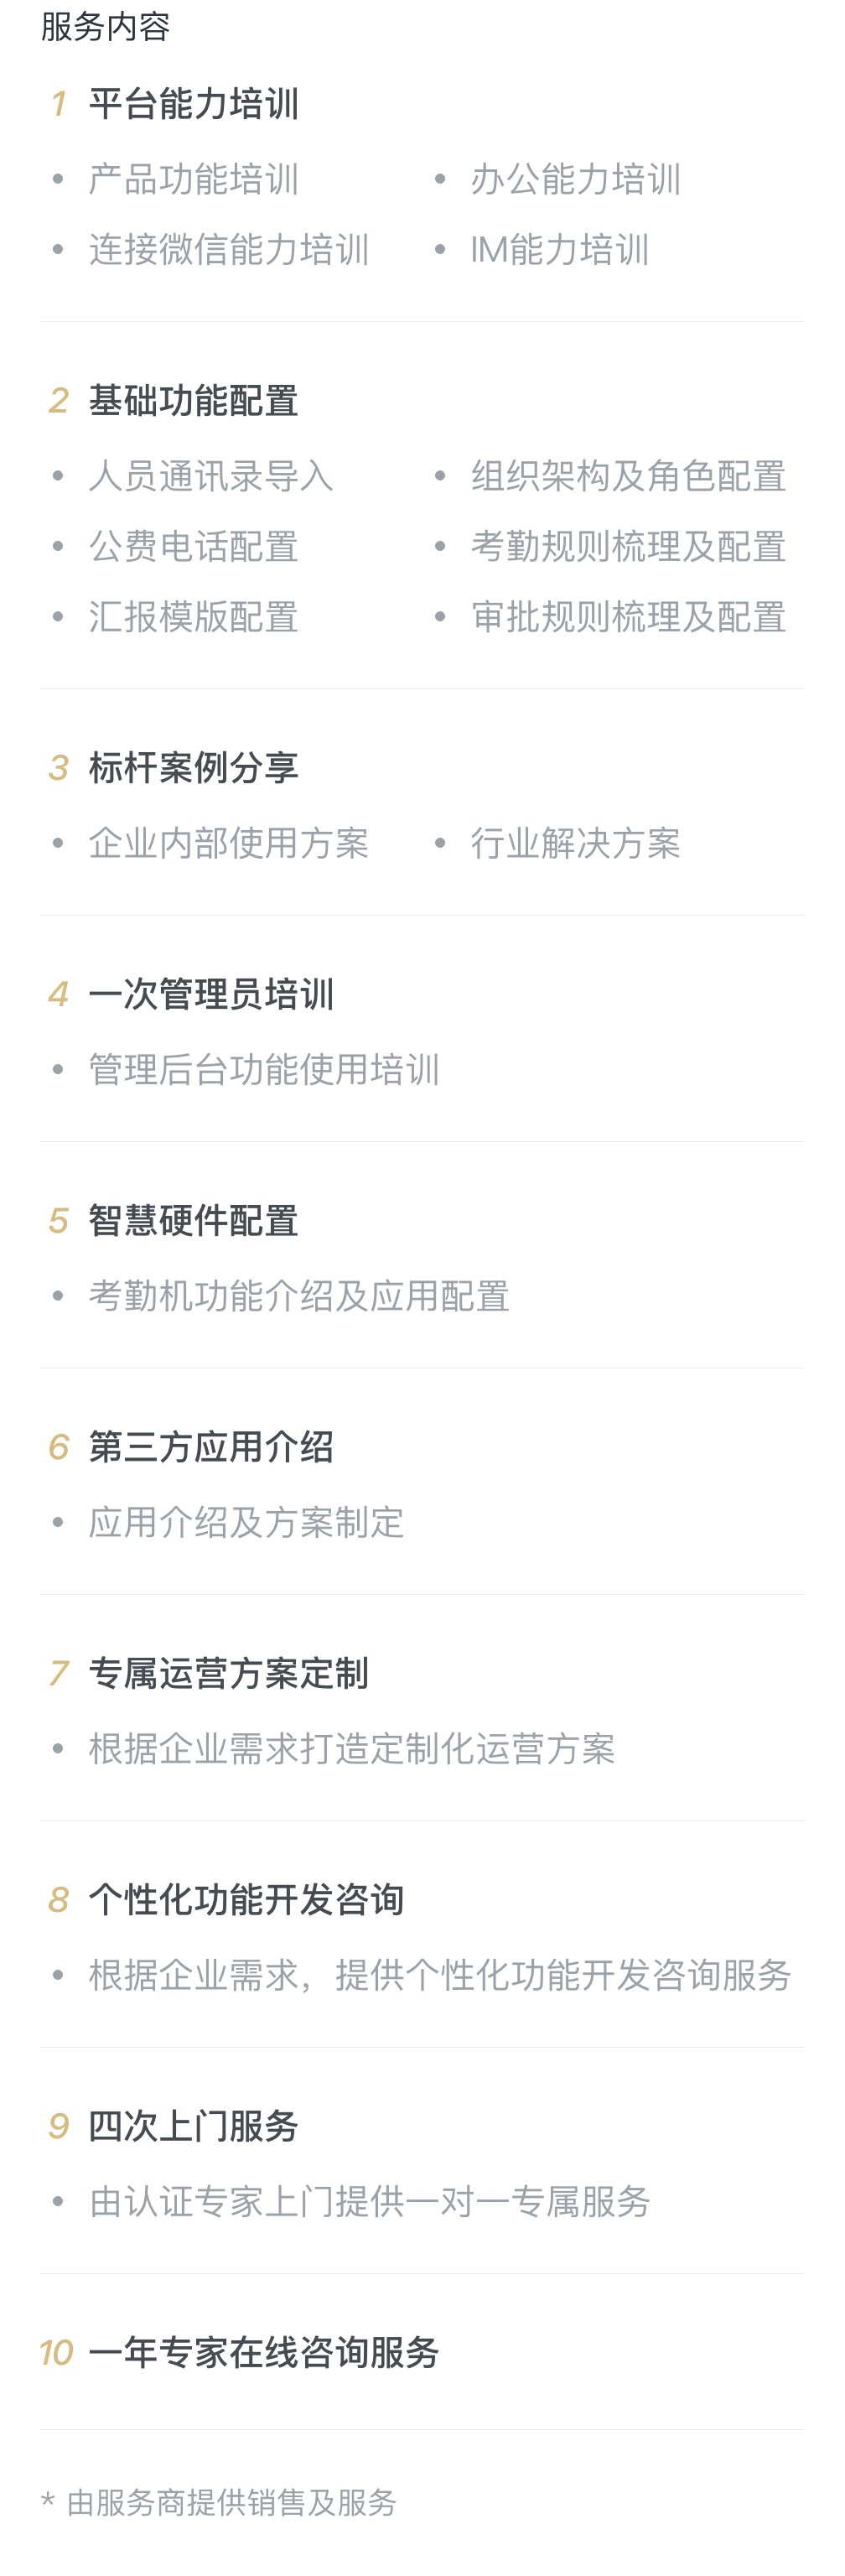 服务内容
1 平台能力培训
• 产品功能培训 • 办公能力培训
• 连接微信能力培训 • IM能力培训
2 基础功能配置
• 人员通讯录导入 • 组织架构及角色配置
• 公费电话配置 • 考勤规则梳理及配置
• 汇报模版配置 • 审批规则梳理及配置
3 标杆案例分享
• 企业内部使用方案 • 行业解决方案
4 一次管理员培训
• 管理后台功能使用培训
5 智慧硬件配置
• 考勤机功能介绍及应用配置
6 第三方应用介绍
• 应用介绍及方案制定
7 专属运营方案定制
• 根据企业需求打造定制化运营方案
8 个性化功能开发咨询
• 根据企业需求，提供个性化功能开发咨询服务
9 四次上门服务
• 由认证专家上门提供一对一专属服务
10 一年专家在线咨询服务
* 由服务商提供销售及服务